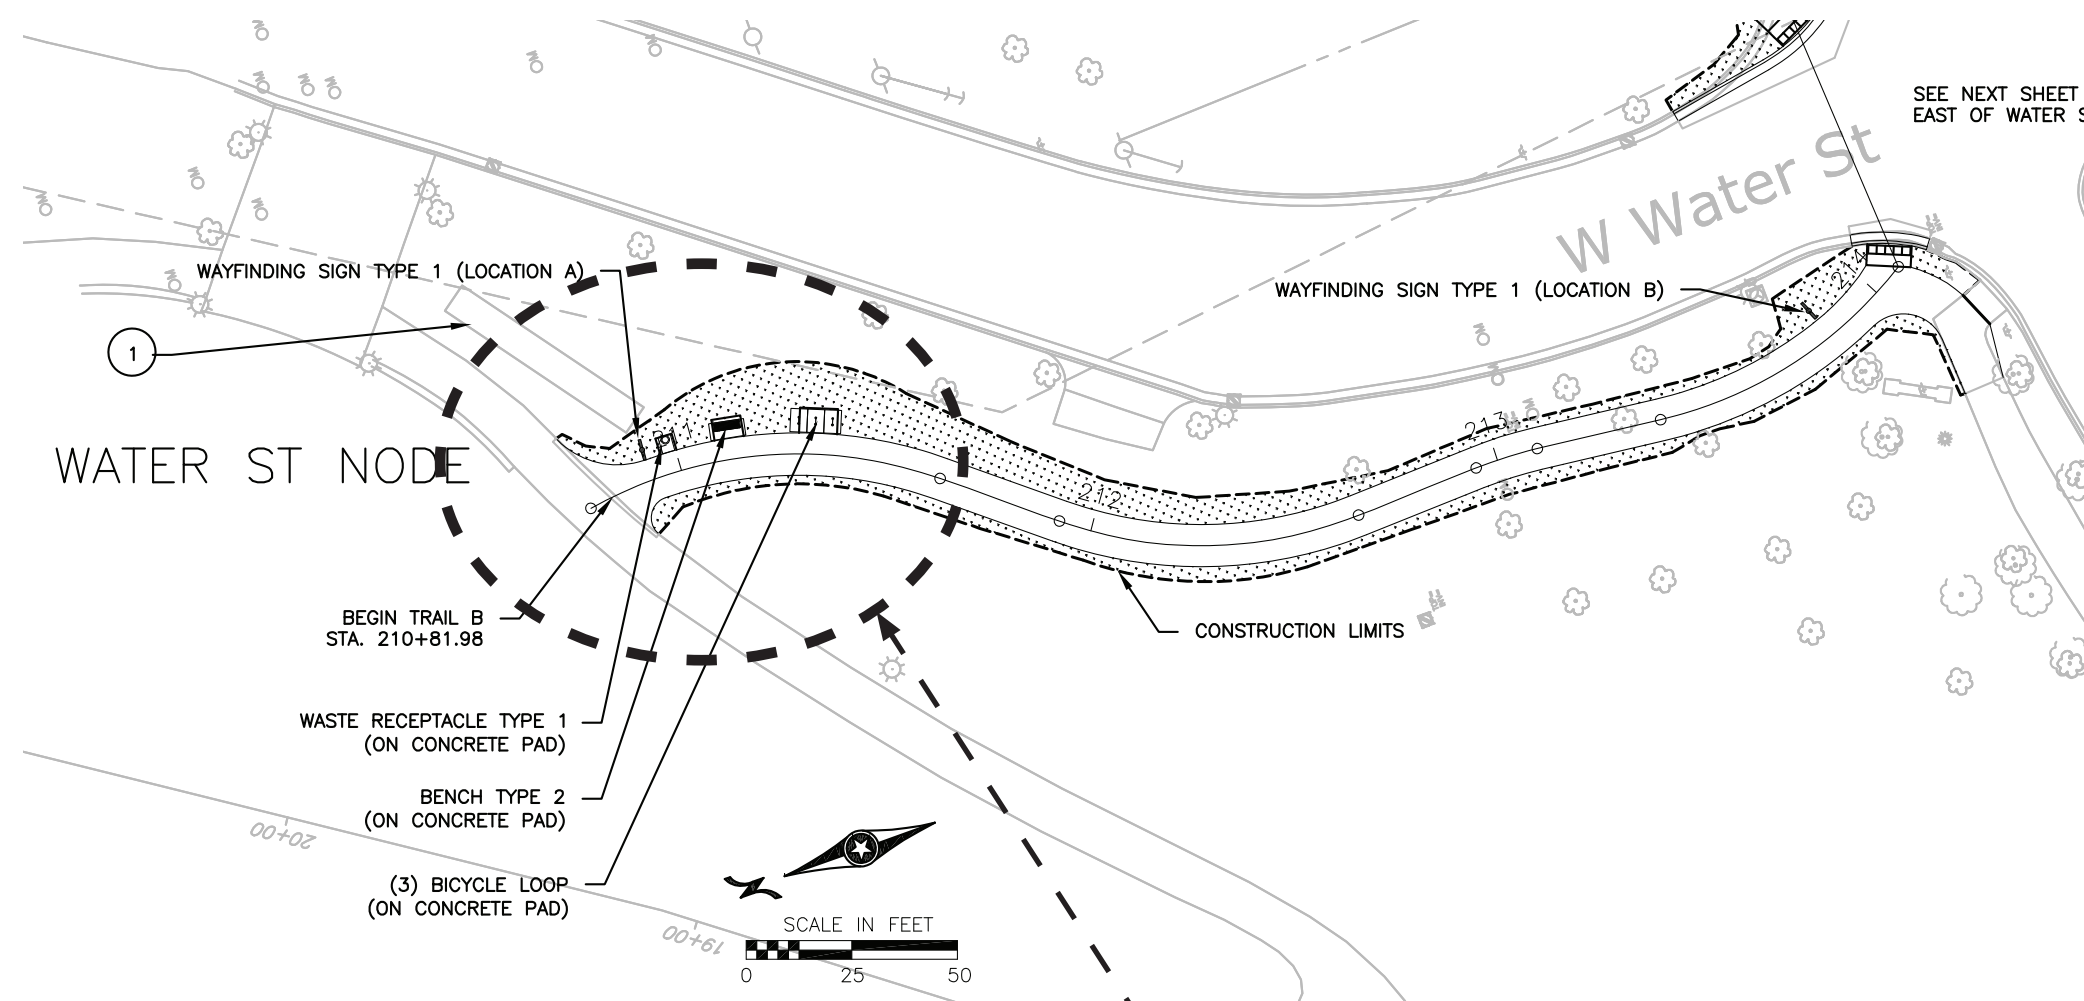 SEE NEXT SHEET
EAST OF WATER S
W Water St
WAYFINDING SIGN TYPE 1 (LOCATION A)
WAYFINDING SIGN TYPE 1 (LOCATION B)
214
1
WATER ST NODE
211
213
212
BEGIN TRAIL B
STA. 210+81.98
CONSTRUCTION LIMITS
WASTE RECEPTACLE TYPE 1
(ON CONCRETE PAD)
BENCH TYPE 2
(ON CONCRETE PAD)
20+00
(3) BICYCLE LOOP
(ON CONCRETE PAD)
19+00
N
SCALE IN FEET
0 25 50